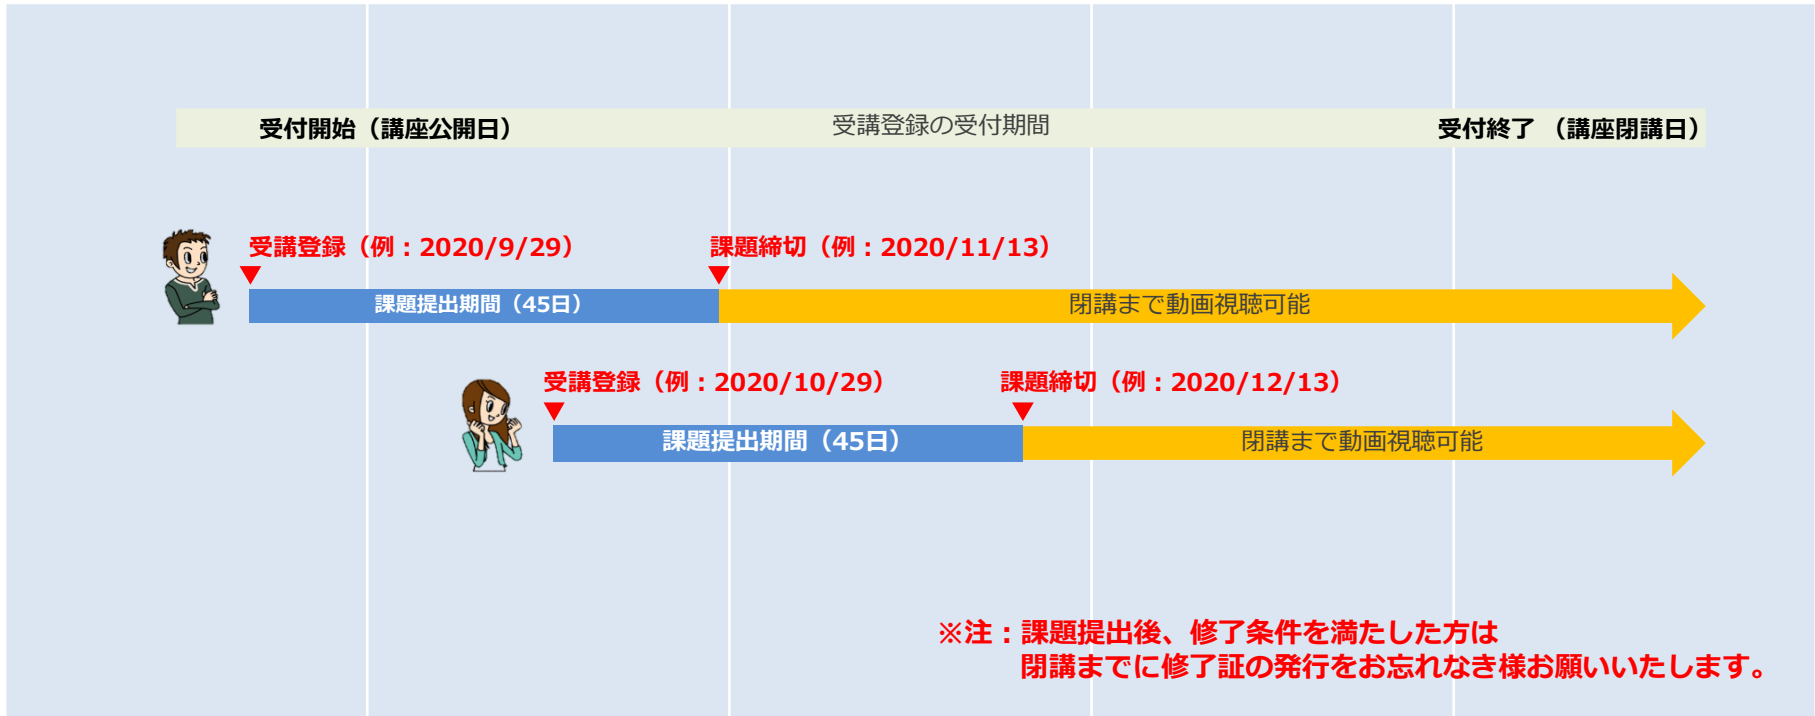 受付開始（講座公開日）
受講登録の受付期間
受付終了 （講座閉講日）
受講登録（例：2020/9/29）
課題締切（例：2020/11/13）
課題提出期間（45日）
閉講まで動画視聴可能
受講登録（例：2020/10/29）
課題締切（例：2020/12/13）
課題提出期間（45日）
閉講まで動画視聴可能
※注：課題提出後、修了条件を満たした方は
閉講までに修了証の発行をお忘れなき様お願いいたします。